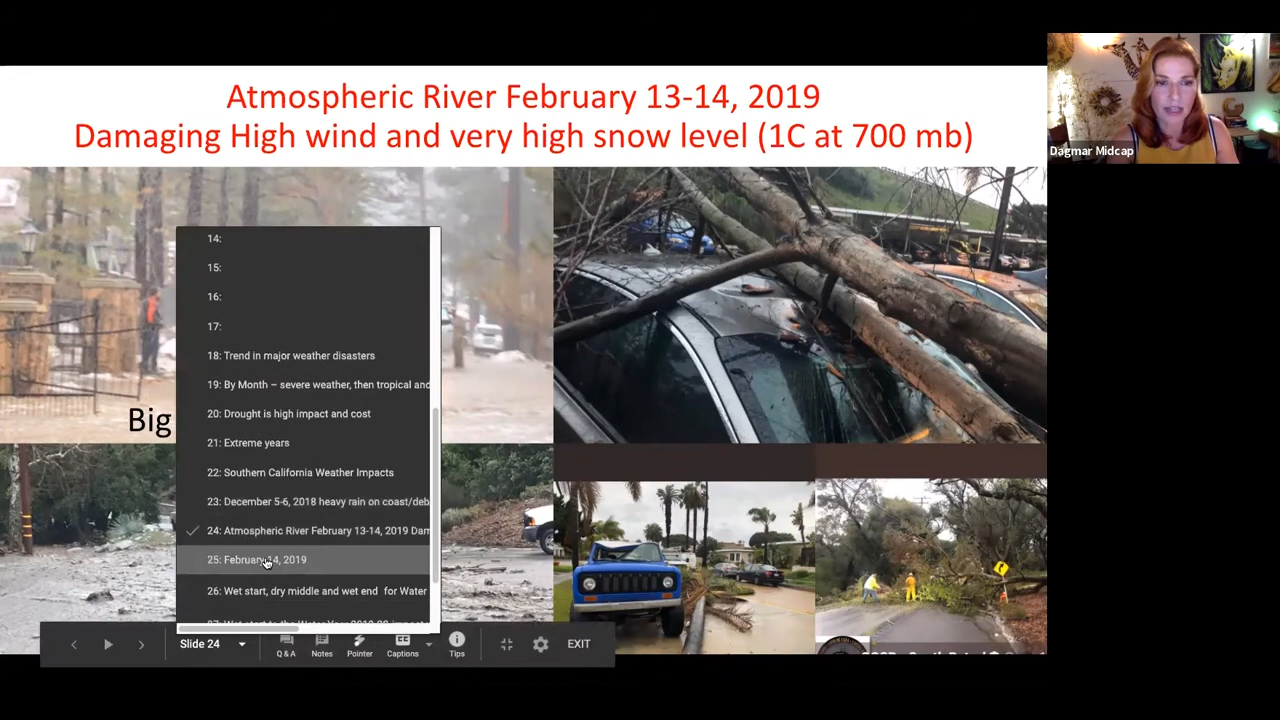 Atmospheric River February 13-14, 2019
Damaging High wind and very high snow level (1C at 700 mb)
Dagmar Midcap
Big
14:
15:
16:
17:
18: Trend in major weather disasters
19: By Month – severe weather, then tropical and
20: Drought is high impact and cost
21: Extreme years
22: Southern California Weather Impacts
23: December 5-6, 2018 heavy rain on coast/deb
24: Atmospheric River February 13-14, 2019 Dam
25: February 14, 2019
26: Wet start, dry middle and wet end for Water
Slide 24
Q & A
Notes
Pointer
Captions
Tips
EXIT